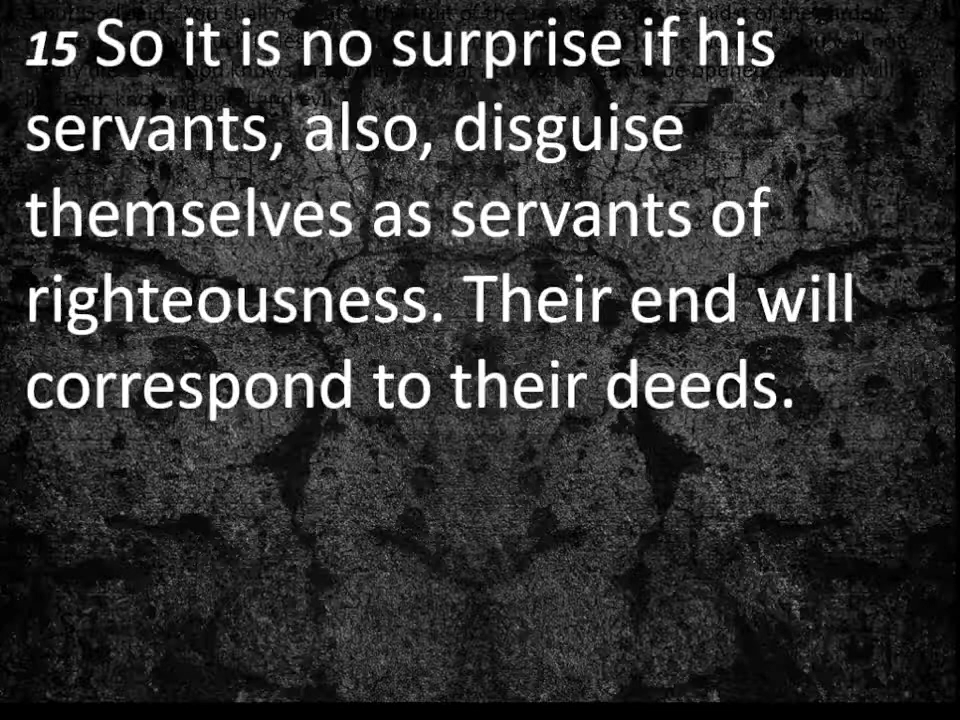 15 So it is no surprise if his
servants, also, disguise
themselves as servants of
righteousness. Their end will
correspond to their deeds.